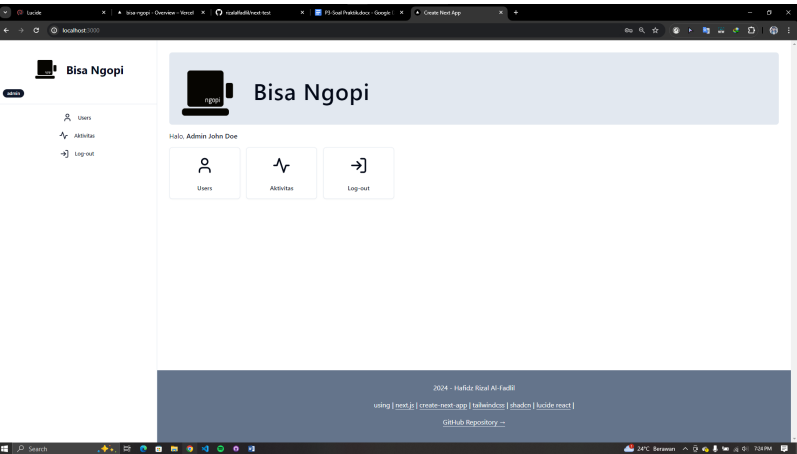 Lucide
bisa-ngopi - Overview – Vercel
rizalalfadlil/next-test
P3-Soal Praktik.docx - Google
Create Next App
localhost:3000
Bisa Ngopi
admin
Users
Aktivitas
Log-out
ngopi
Bisa Ngopi
Halo, Admin John Doe
Users
Aktivitas
Log-out
2024 - Hafidz Rizal Al-Fadlil
using | next.js | create-next-app | tailwindcss | shadcn | lucide react |
GitHub Repository →
Search
24°C Berawan
7:24 PM